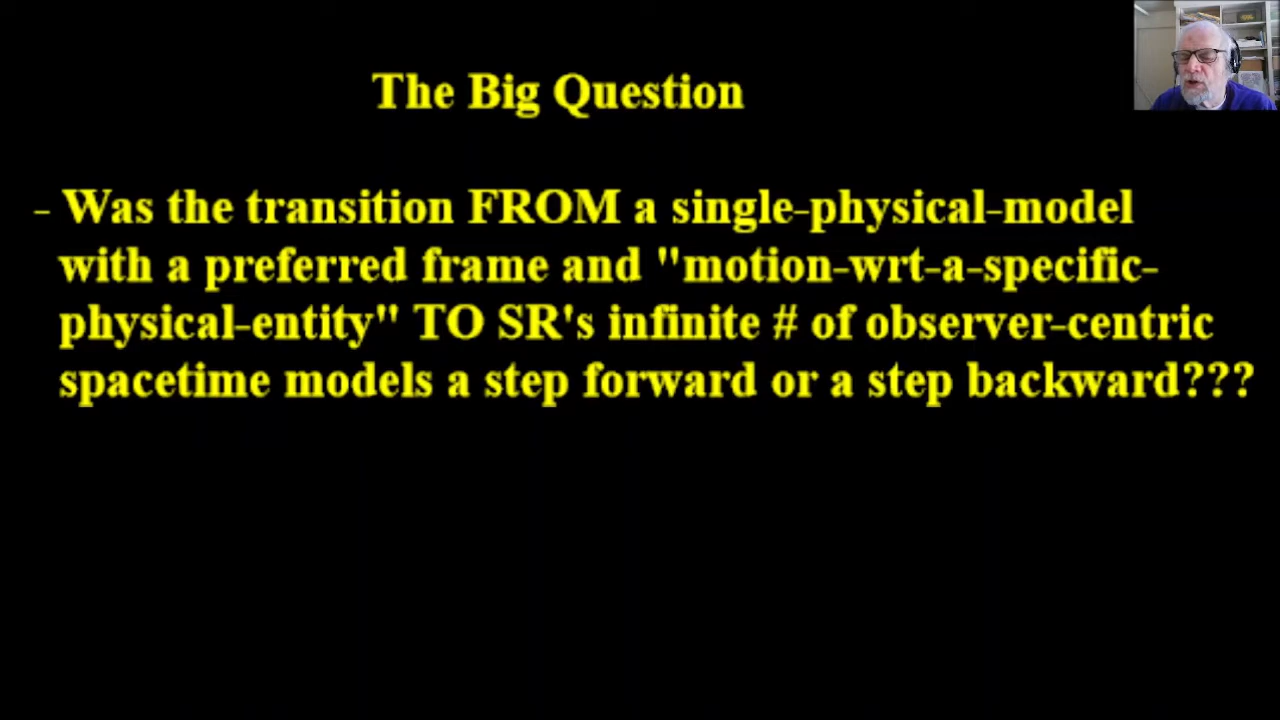 The Big Question
- Was the transition FROM a single-physical-model
with a preferred frame and "motion-wrt-a-specific-
physical-entity" TO SR's infinite # of observer-centric
spacetime models a step forward or a step backward???